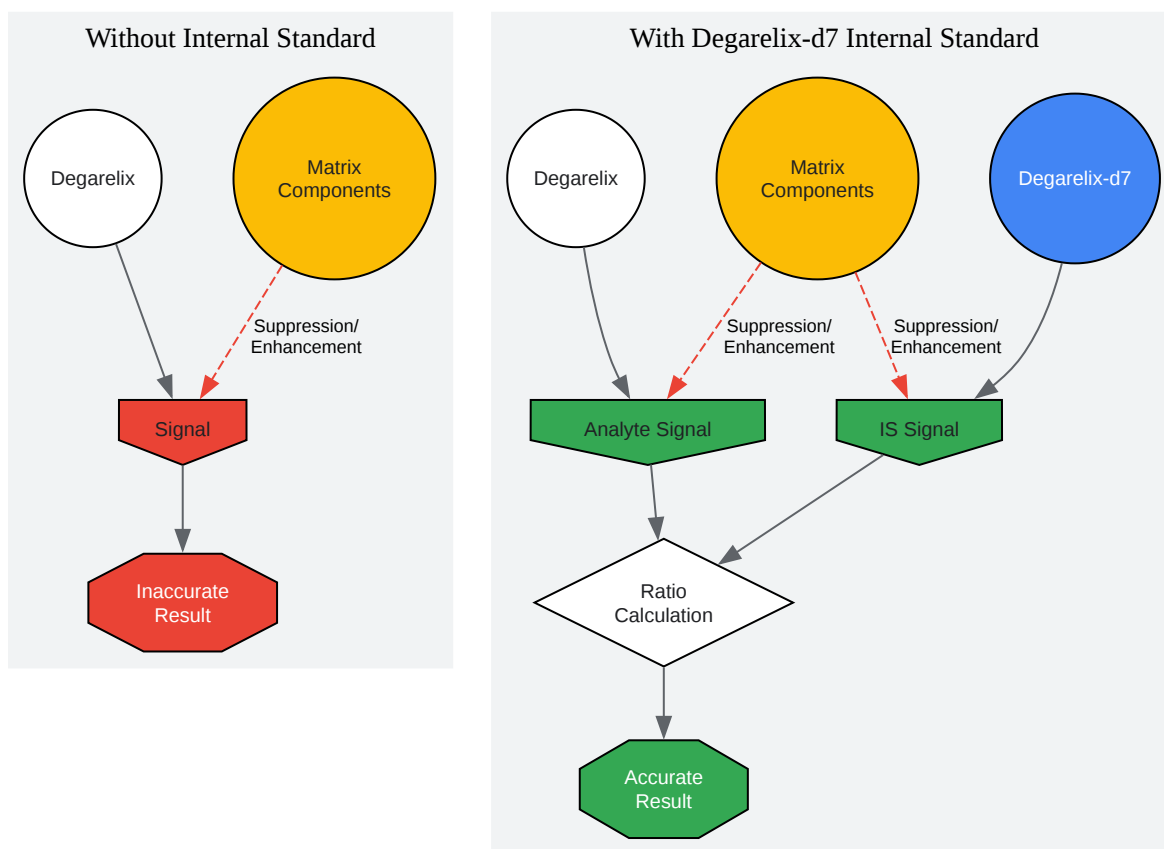 Without Internal Standard
Degarelix
Matrix
Components
Suppression/
Enhancement
Signal
Inaccurate
Result
With Degarelix-d7 Internal Standard
Degarelix
Matrix
Components
Degarelix-d7
Suppression/
Enhancement
Suppression/
Enhancement
Analyte Signal
IS Signal
Ratio
Calculation
Accurate
Result